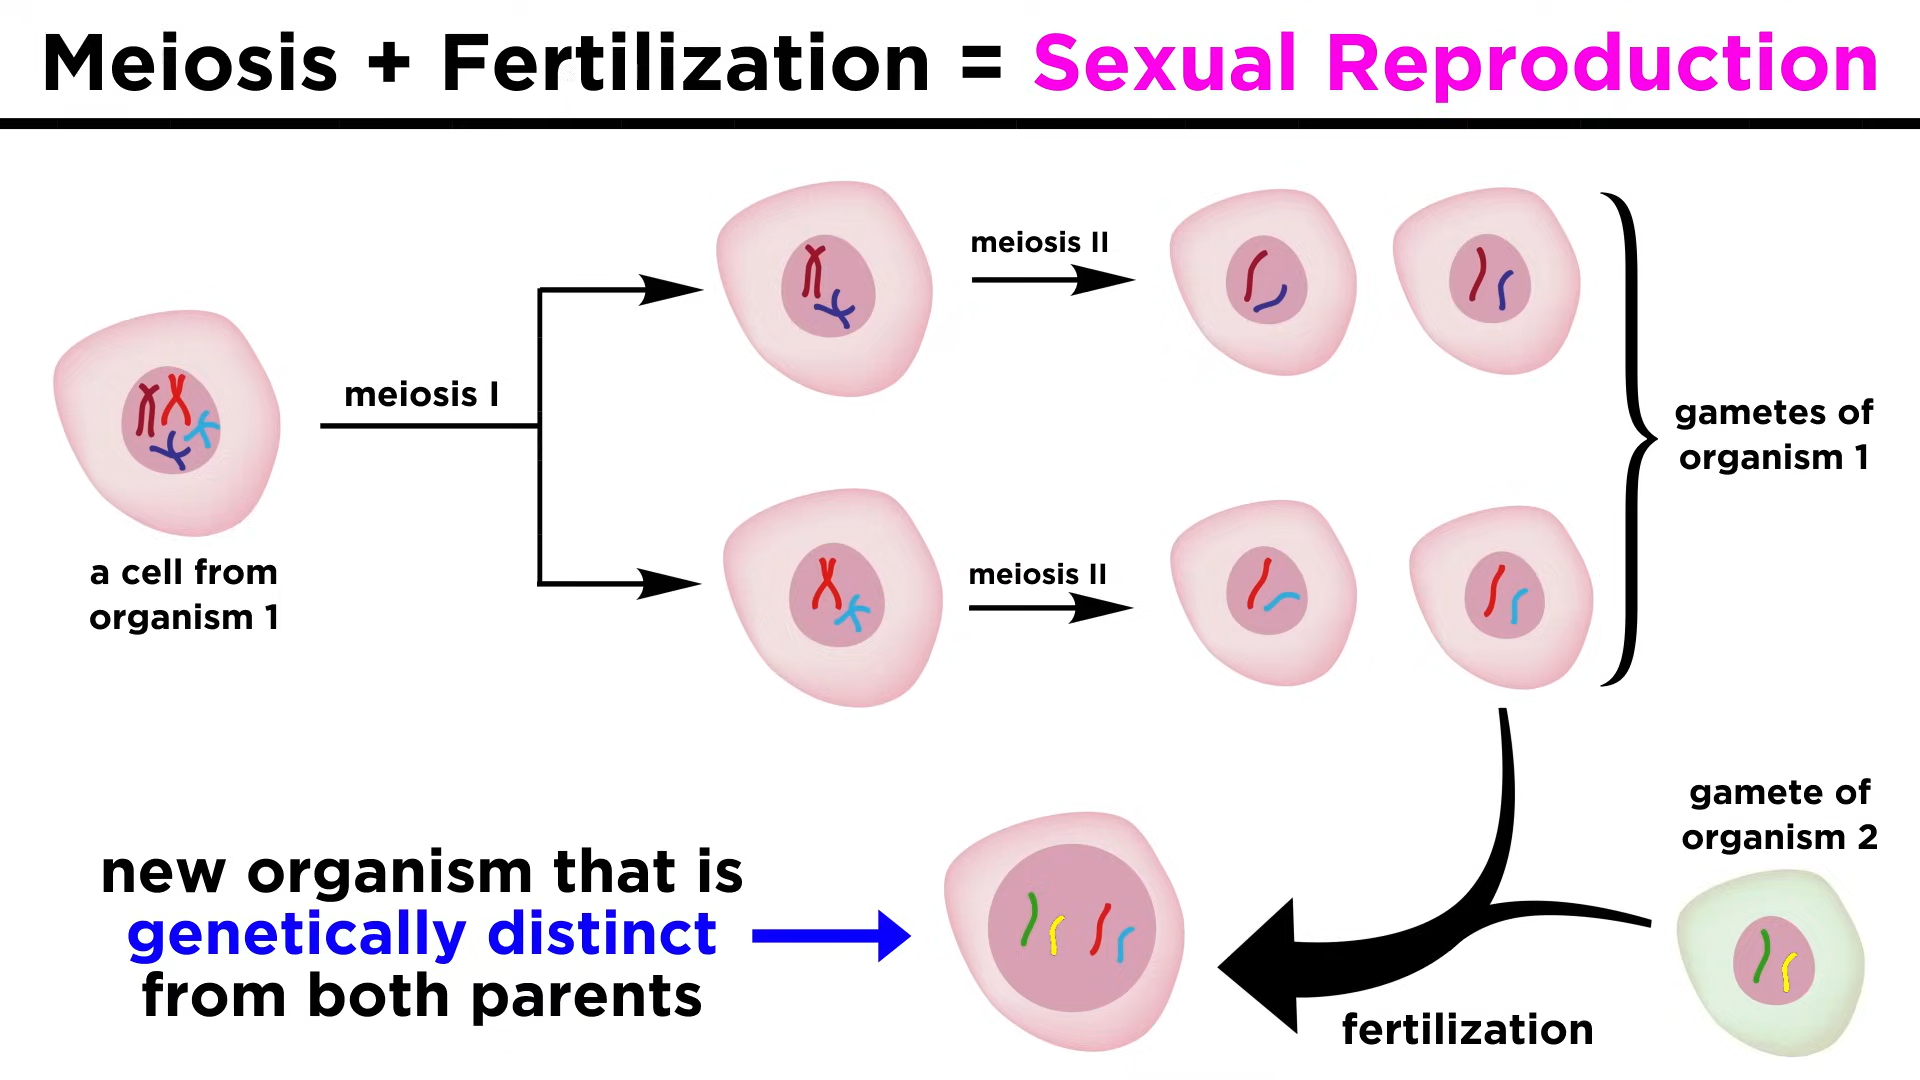 Meiosis + Fertilization = Sexual Reproduction
meiosis I
meiosis II
meiosis II
a cell from
organism 1
gametes of
organism 1
gamete of
organism 2
fertilization
new organism that is
genetically distinct
from both parents